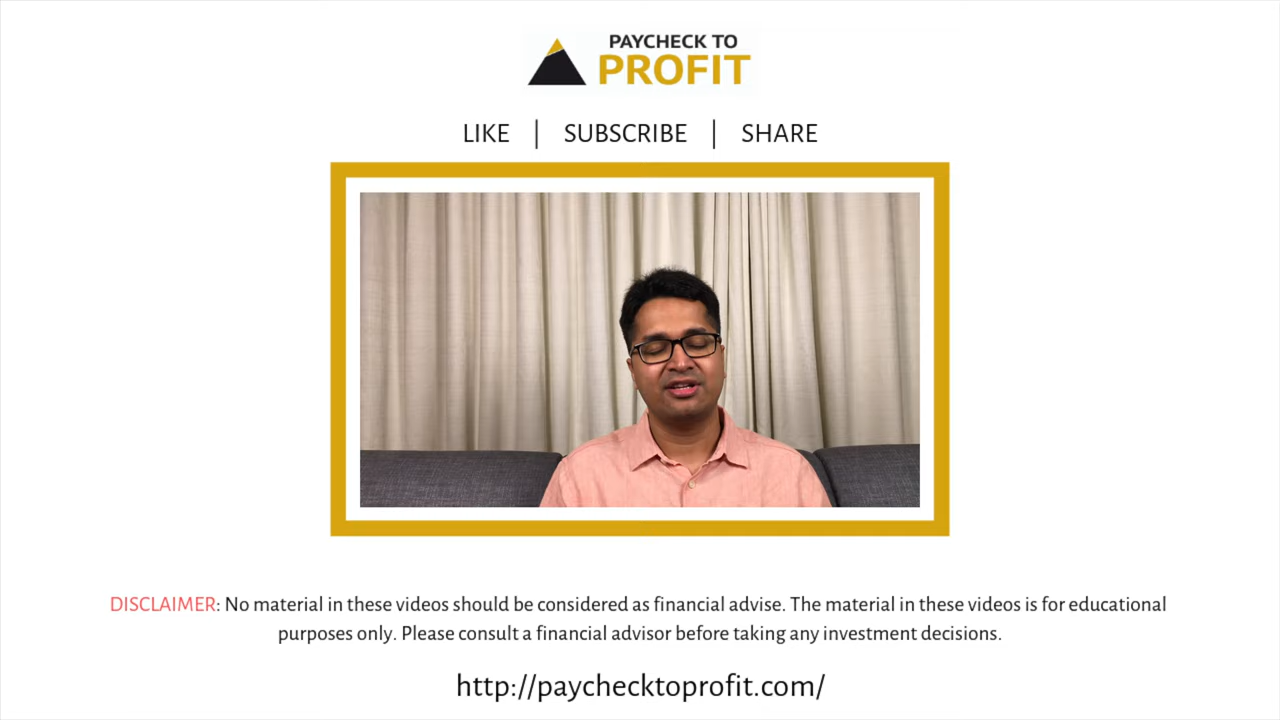 PAYCHECK TO
PROFIT
LIKE | SUBSCRIBE | SHARE
DISCLAIMER: No material in these videos should be considered as financial advise. The material in these videos is for educational
purposes only. Please consult a financial advisor before taking any investment decisions.
http://paychecktoprofit.com/